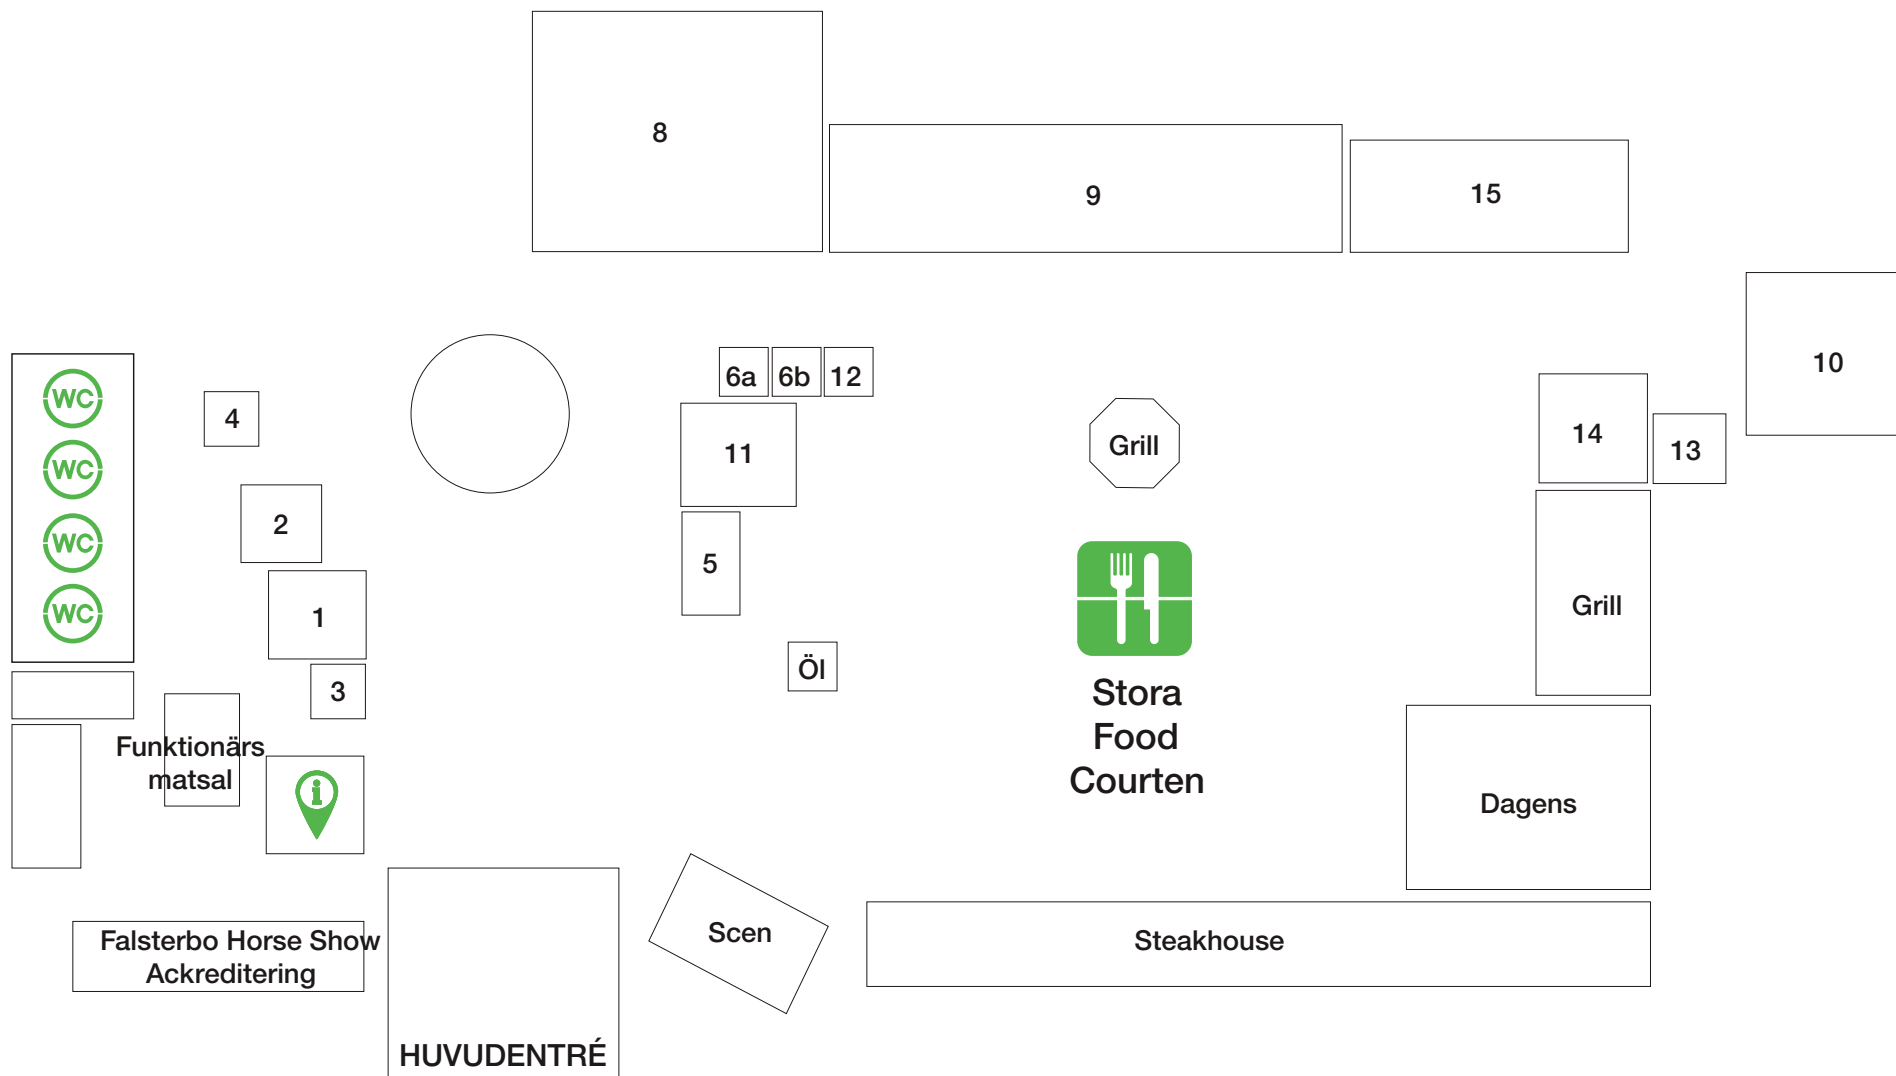 8
9
15
10
6a
6b
12
WC
4
Grill
14
13
11
WC
2
WC
5
Grill
1
WC
Öl
3
Stora
Food
Courten
Funktionärs
matsal
i
Dagens
Scen
Steakhouse
Falsterbo Horse Show
Ackreditering
HUVUDENTRÉ